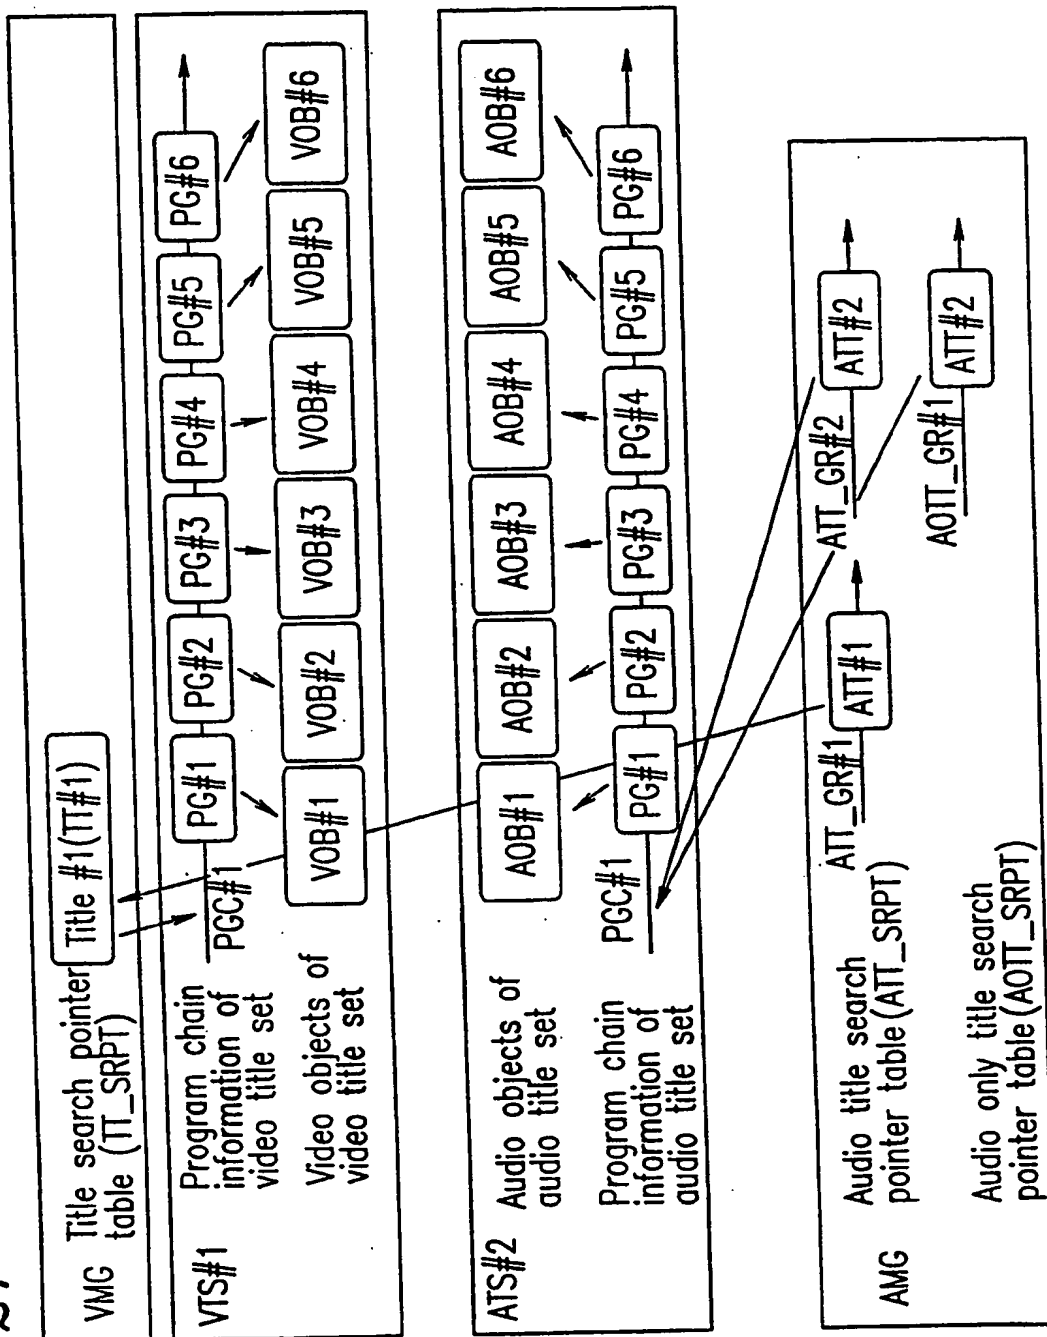 VMG
Title search pointer
table (TT_SRPT)
Title #1(TT#1)
VTS#1
Program chain
information of
video title set
PGC#1
PG#1
PG#2
PG#3
PG#4
PG#5
PG#6
Video objects of
video title set
VOB#1
VOB#2
VOB#3
VOB#4
VOB#5
VOB#6
ATS#2
Audio objects of
audio title set
AOB#1
AOB#2
AOB#3
AOB#4
AOB#5
AOB#6
Program chain
information of
audio title set
PGC#1
PG#1
PG#2
PG#3
PG#4
PG#5
PG#6
AMG
Audio title search
pointer table(ATT_SRPT)
ATT_GR#1
ATT#1
ATT_GR#2
ATT#2
Audio only title search
pointer table(AOTT_SRPT)
AOTT_GR#1
ATT#2